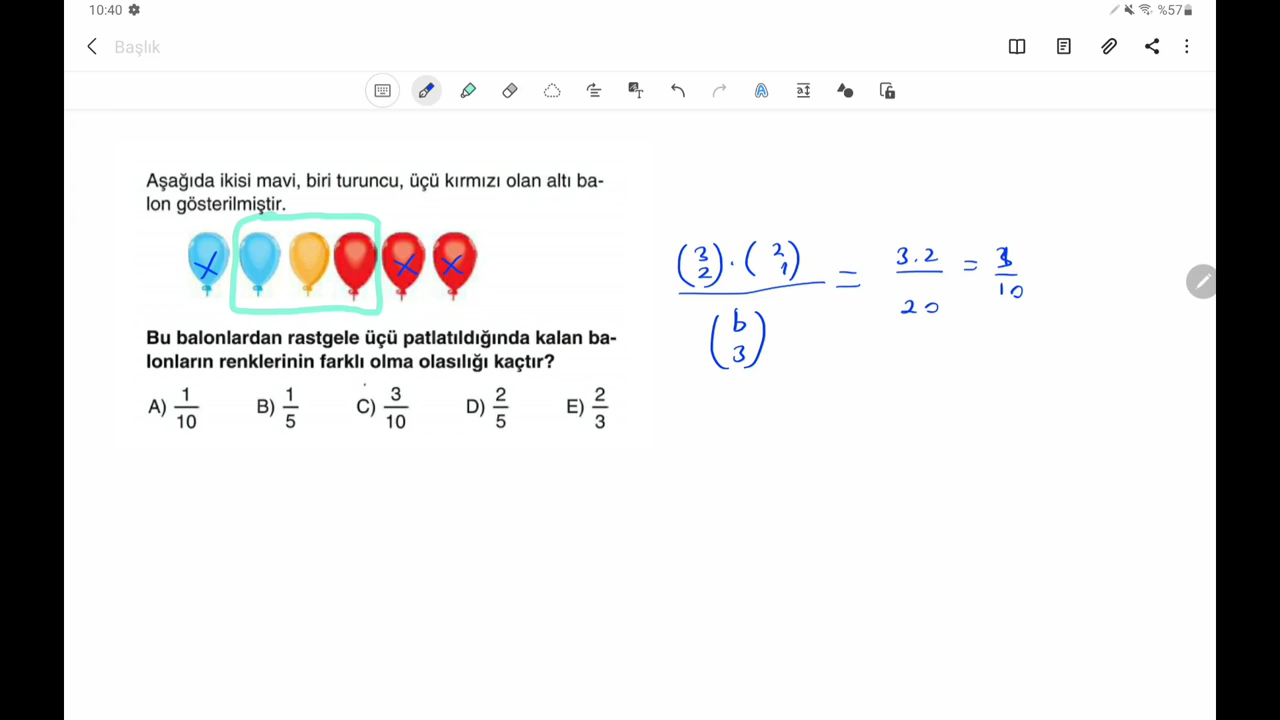 10:40
%57
Başlık
Aşağıda ikisi mavi, biri turuncu, üçü kırmızı olan altı ba-
lon gösterilmiştir.
Bu balonlardan rastgele üçü patlatıldığında kalan ba-
lonların renklerinin farklı olma olasılığı kaçtır?
A) 1/10 B) 1/5 C) 3/10 D) 2/5 E) 2/3
(3 2) · (2 1) / (6 3) = 3.2 / 20 = 3/10